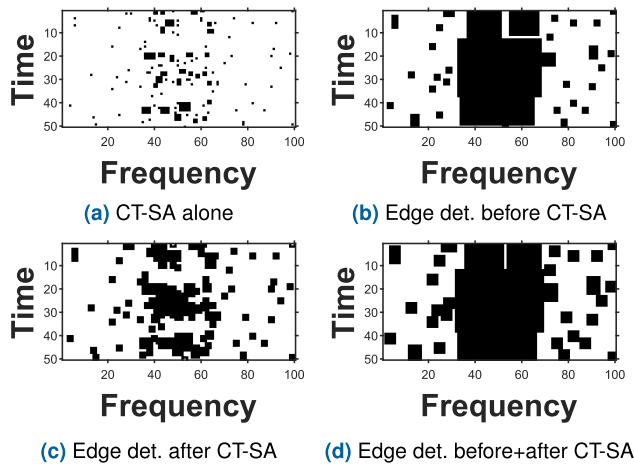 10
20
30
40
50
Time
20 40 60 80 100
Frequency
(a) CT-SA alone
10
20
30
40
50
Time
20 40 60 80 100
Frequency
(b) Edge det. before CT-SA
10
20
30
40
50
Time
20 40 60 80 100
Frequency
(c) Edge det. after CT-SA
10
20
30
40
50
Time
20 40 60 80 100
Frequency
(d) Edge det. before+after CT-SA